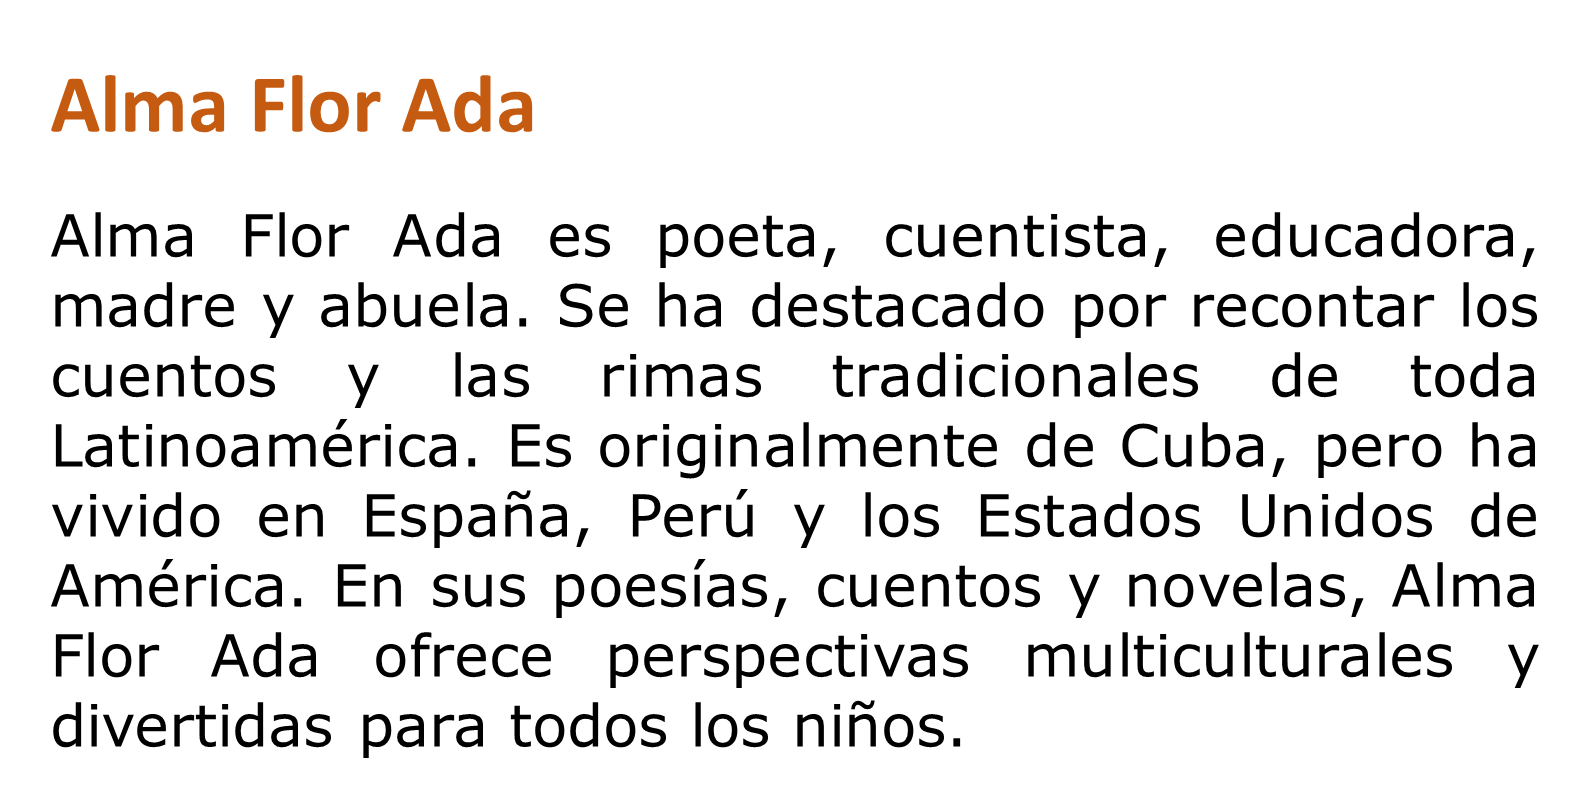 Alma Flor Ada
Alma Flor Ada es poeta, cuentista, educadora,
madre y abuela. Se ha destacado por recontar los
cuentos y las rimas tradicionales de toda
Latinoamérica. Es originalmente de Cuba, pero ha
vivido en España, Perú y los Estados Unidos de
América. En sus poesías, cuentos y novelas, Alma
Flor Ada ofrece perspectivas multiculturales y
divertidas para todos los niños.